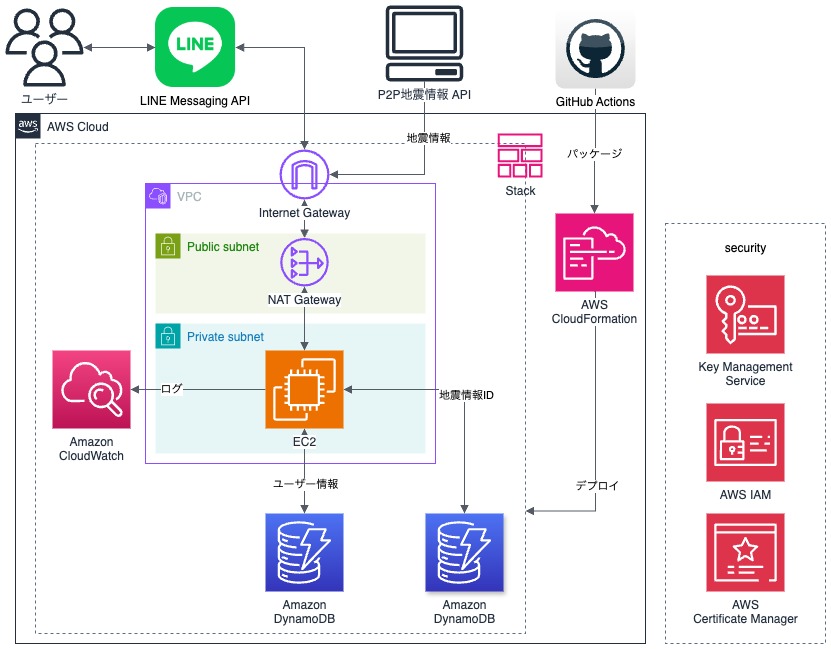 LINE
ユーザー
LINE Messaging API
P2P地震情報 API
GitHub Actions
aws
AWS Cloud
地震情報
パッケージ
Stack
VPC
Internet Gateway
Public subnet
NAT Gateway
Private subnet
EC2
ログ
地震情報ID
Amazon
CloudWatch
ユーザー情報
Amazon
DynamoDB
Amazon
DynamoDB
AWS
CloudFormation
デプロイ
security
Key Management
Service
AWS IAM
AWS
Certificate Manager